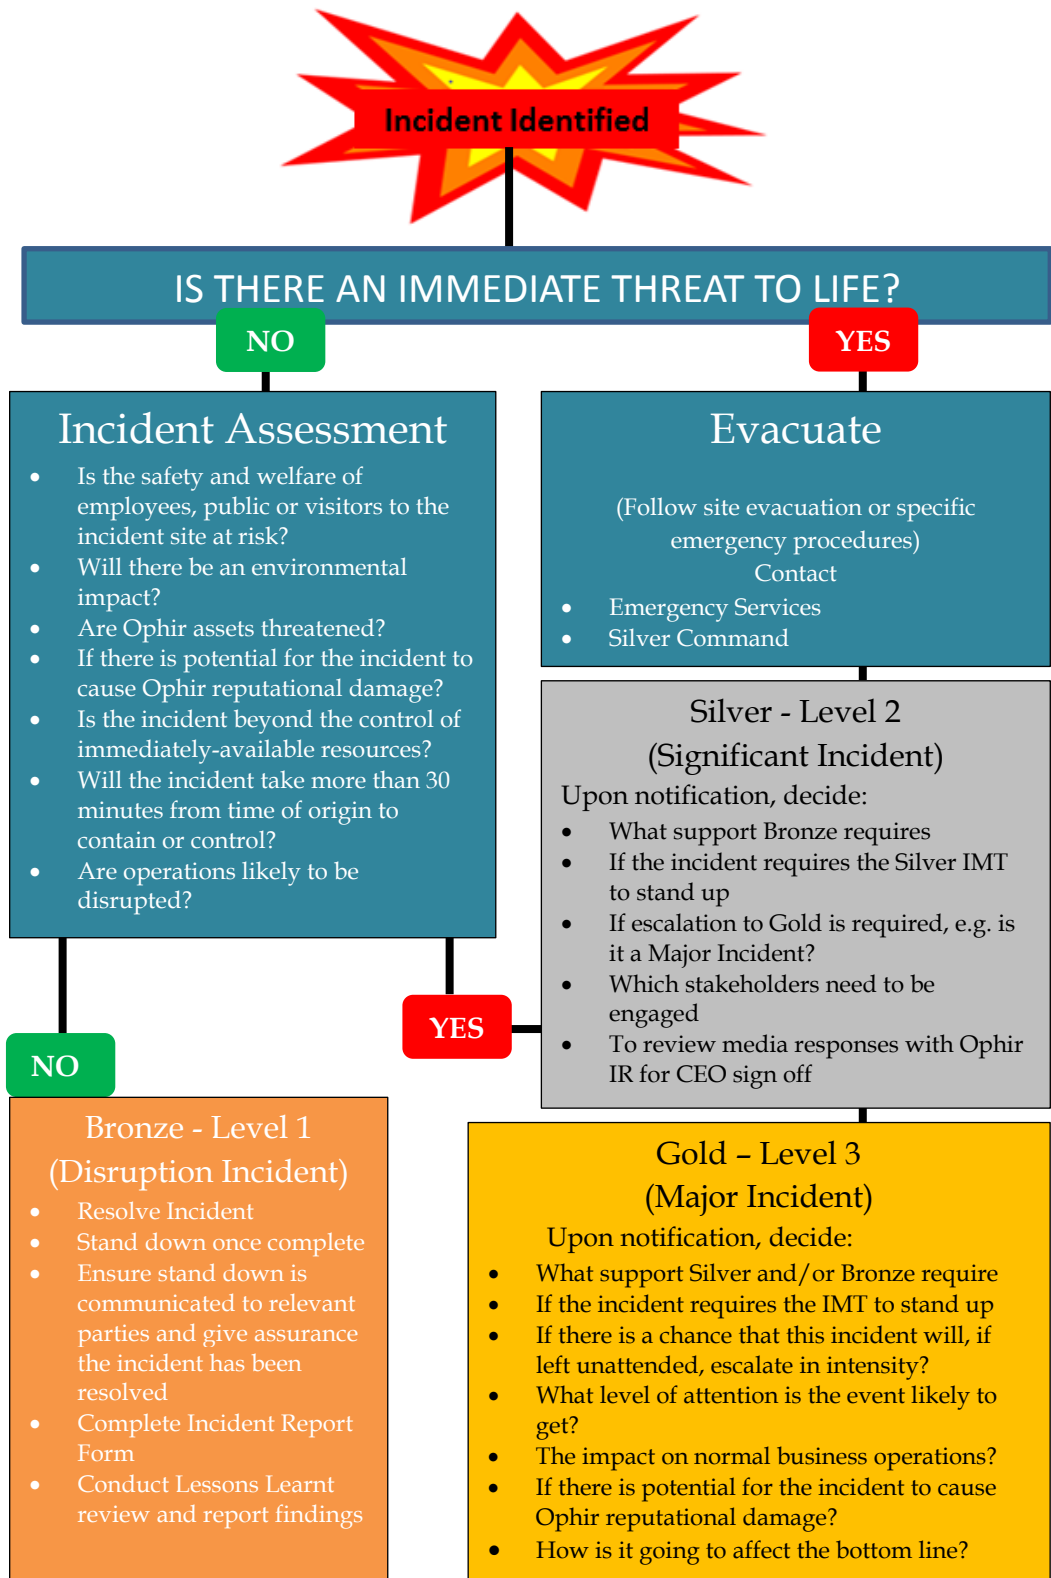 Incident Identified
IS THERE AN IMMEDIATE THREAT TO LIFE?
NO
YES
Incident Assessment
• Is the safety and welfare of
employees, public or visitors to the
incident site at risk?
• Will there be an environmental
impact?
• Are Ophir assets threatened?
• If there is potential for the incident to
cause Ophir reputational damage?
• Is the incident beyond the control of
immediately-available resources?
• Will the incident take more than 30
minutes from time of origin to
contain or control?
• Are operations likely to be
disrupted?
Evacuate
(Follow site evacuation or specific
emergency procedures)
Contact
• Emergency Services
• Silver Command
Silver - Level 2
(Significant Incident)
Upon notification, decide:
• What support Bronze requires
• If the incident requires the Silver IMT
to stand up
• If escalation to Gold is required, e.g. is
it a Major Incident?
• Which stakeholders need to be
engaged
• To review media responses with Ophir
IR for CEO sign off
YES
NO
Bronze - Level 1
(Disruption Incident)
• Resolve Incident
• Stand down once complete
• Ensure stand down is
communicated to relevant
parties and give assurance
the incident has been
resolved
• Complete Incident Report
Form
• Conduct Lessons Learnt
review and report findings
Gold – Level 3
(Major Incident)
Upon notification, decide:
• What support Silver and/or Bronze require
• If the incident requires the IMT to stand up
• If there is a chance that this incident will, if
left unattended, escalate in intensity?
• What level of attention is the event likely to
get?
• The impact on normal business operations?
• If there is potential for the incident to cause
Ophir reputational damage?
• How is it going to affect the bottom line?